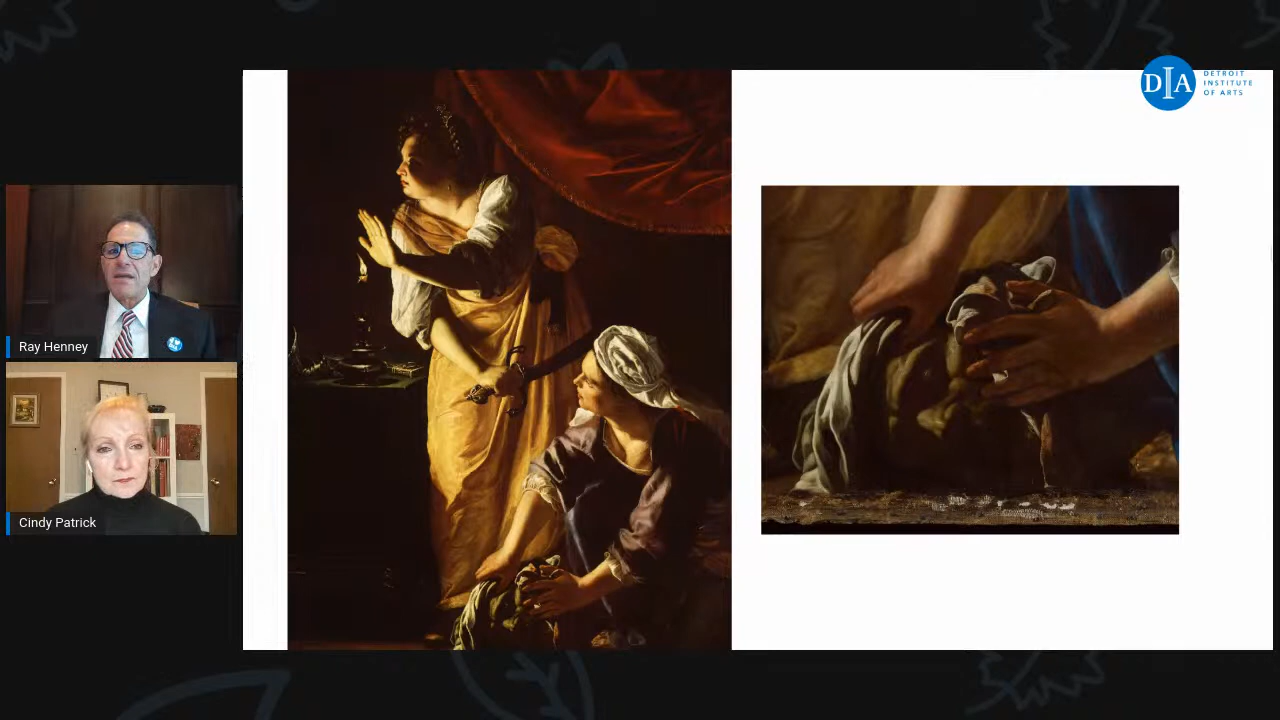 DIA
DETROIT
INSTITUTE
OF ARTS
Ray Henney
Cindy Patrick